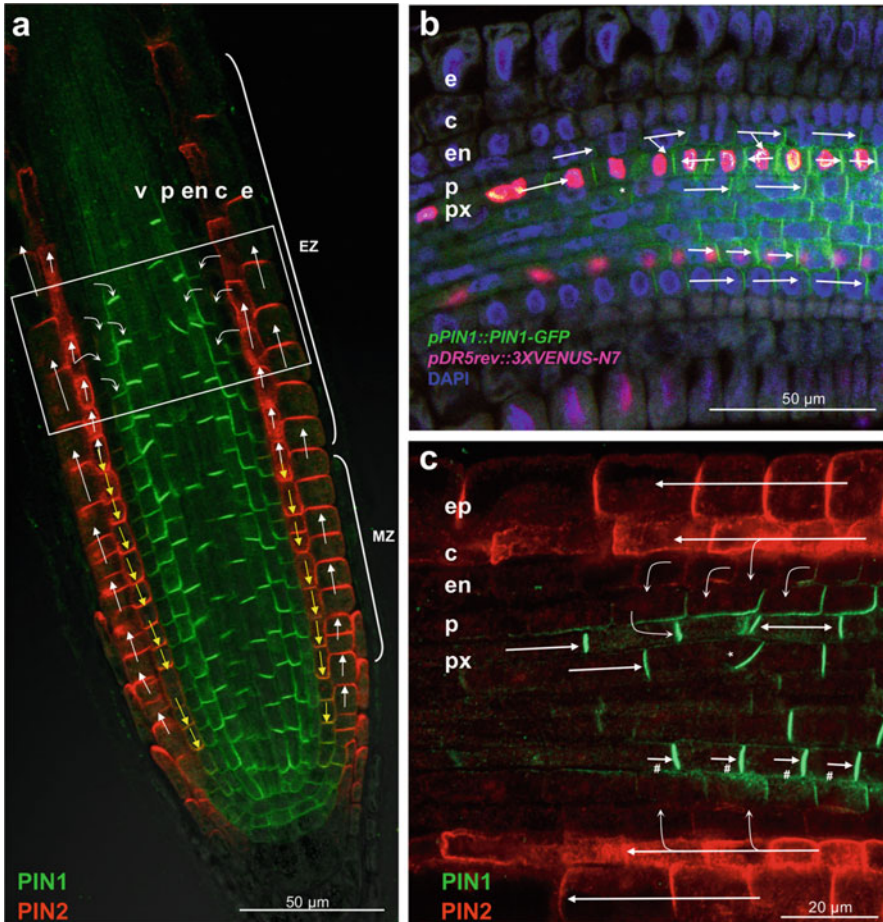 a
v p en c e
EZ
MZ
PIN1
PIN2
50 µm
b
e
c
en
p
px
*
pPIN1::PIN1-GFP
pDR5rev::3XVENUS-N7
DAPI
50 µm
c
ep
c
en
p
px
*
# # # #
PIN1
PIN2
20 µm